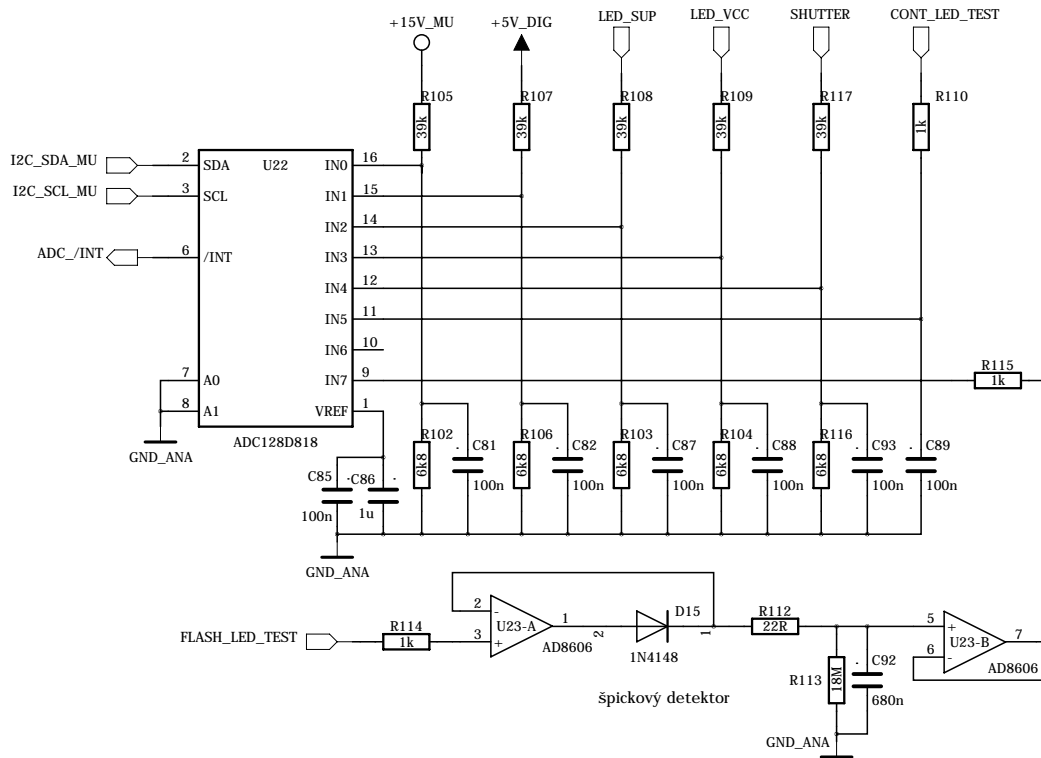 +15V_MU
+5V_DIG
LED_SUP
LED_VCC
SHUTTER
CONT_LED_TEST
R105
39k
R107
39k
R108
39k
R109
39k
R117
39k
R110
1k
I2C_SDA_MU
2
SDA
U22
IN0
16
I2C_SCL_MU
3
SCL
IN1
15
IN2
14
ADC_/INT
6
/INT
IN3
13
IN4
12
IN5
11
IN6
10
7
A0
IN7
9
R115
1k
8
A1
VREF
1
GND_ANA
ADC128D818
R102
6k8
C81
100n
R106
6k8
C82
100n
R103
6k8
C87
100n
R104
6k8
C88
100n
R116
6k8
C93
100n
C89
100n
C85
100n
C86
1u
GND_ANA
FLASH_LED_TEST
R114
1k
2
-
3
+
U23-A
1
AD8606
2
D15
1
1N4148
R112
22R
5
+
6
-
U23-B
7
AD8606
R113
18M
C92
680n
špickový detektor
GND_ANA